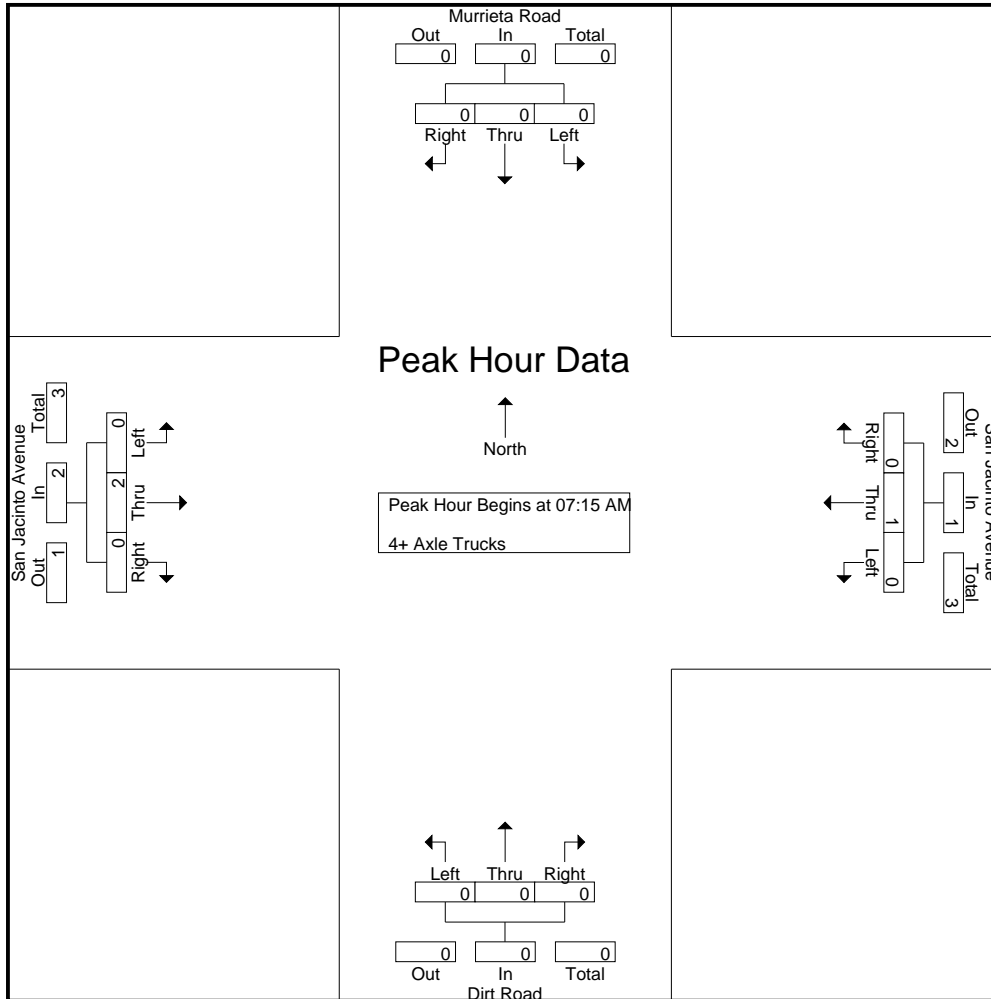 Murrieta Road
Out In Total
0 0 0
0 0 0
Right Thru Left
Peak Hour Data
North
Peak Hour Begins at 07:15 AM
4+ Axle Trucks
San Jacinto Avenue
Out In Total
1 2 3
0 2 0
Left Thru Right
San Jacinto Avenue
Out In Total
2 1 3
0 1 0
Right Thru Left
Left Thru Right
0 0 0
0 0 0
Out In Total
Dirt Road